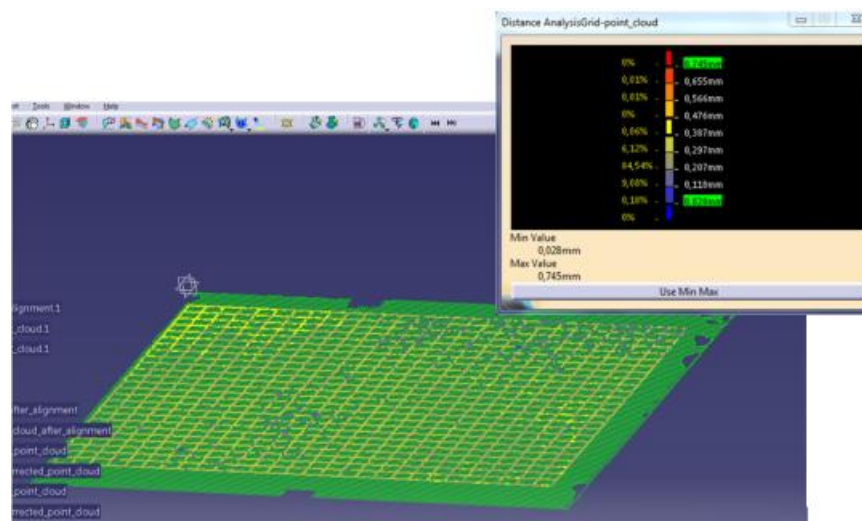 Distance AnalysisGrid-point_cloud
0% 0,745mm
0,01% 0,655mm
0,01% 0,566mm
0% 0,476mm
0,06% 0,387mm
6,12% 0,297mm
84,54% 0,207mm
9,08% 0,118mm
0,18% 0,028mm
0%
Min Value
0,028mm
Max Value
0,745mm
Use Min Max
Tools Window Help
lignment.1
_cloud.1
_cloud.1
fter_alignment
cloud_after_alignment
point_cloud
rrected_point_cloud
point_cloud
rrected_point_cloud